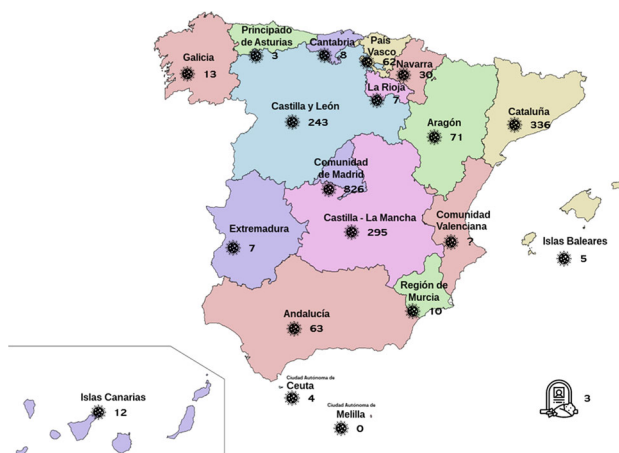 Principado
de Asturias
3
Cantabria
8
País
Vasco
62
Galicia
13
Navarra
30
La Rioja
7
Castilla y León
243
Aragón
71
Cataluña
336
Comunidad
de Madrid
826
Extremadura
7
Castilla - La Mancha
295
Comunidad
Valenciana
?
Islas Baleares
5
Región de
Murcia
10
Andalucía
63
Ciudad Autónoma de
Ceuta
4
Ciudad Autónoma de
Melilla
0
Islas Canarias
12
3